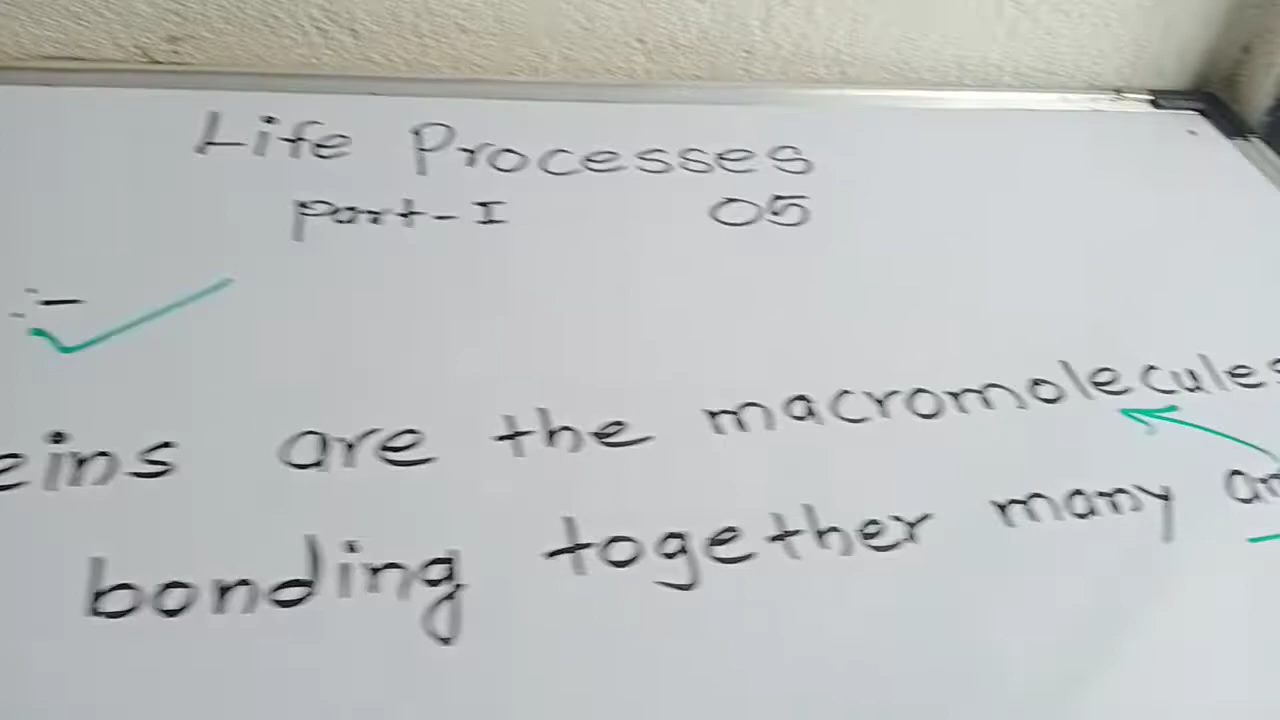 Life Processes
Part-I 05
:-
eins are the macromolecules
bonding together many